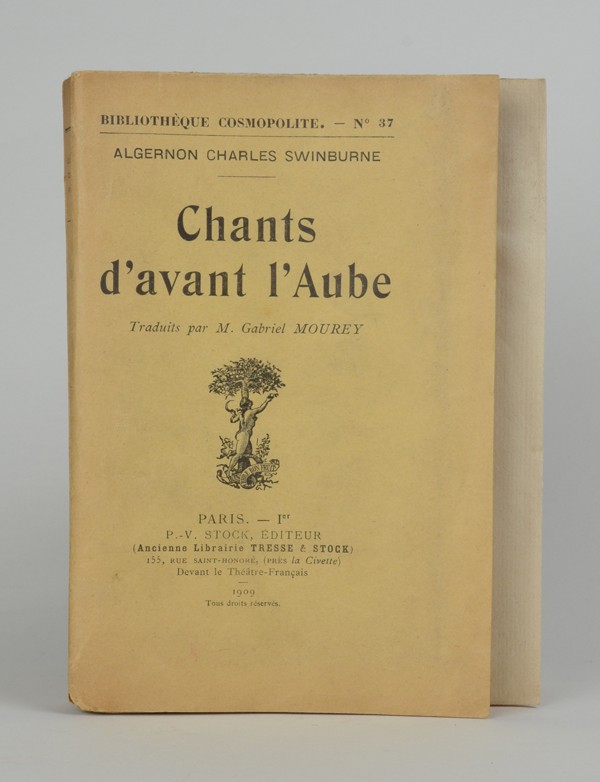 BIBLIOTHÈQUE COSMOPOLITE. — N° 37
ALGERNON CHARLES SWINBURNE
Chants
d'avant l'Aube
Traduits par M. Gabriel MOUREY
PARIS. — Iᵉʳ
P.-V. STOCK, ÉDITEUR
(Ancienne Librairie TRESSE & STOCK)
155, RUE SAINT-HONORÉ, (PRÈS la Civette)
Devant le Théâtre-Français
1909
Tous droits réservés.